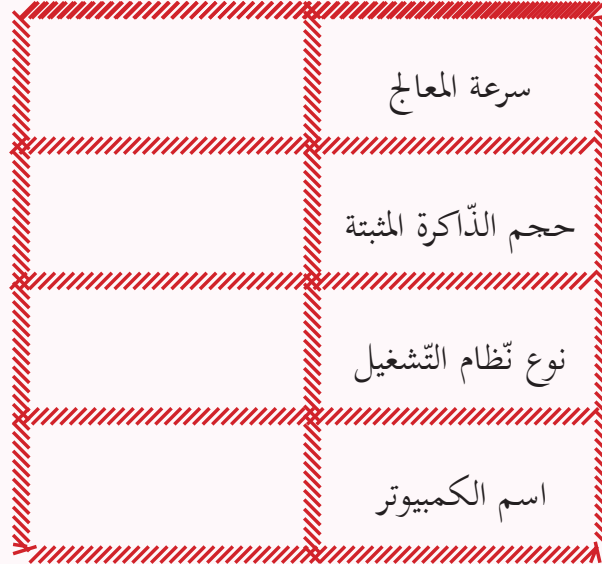 سرعة المعالج
حجم الذّاكرة المثبتة
نوع نّظام التّشغيل
اسم الكمبيوتر